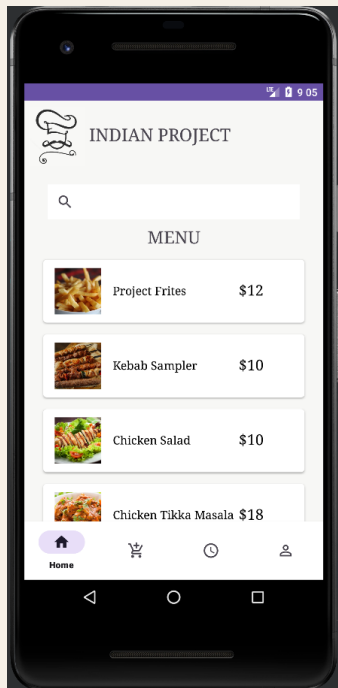 LTE 9 05
INDIAN PROJECT
MENU
Project Frites $12
Kebab Sampler $10
Chicken Salad $10
Chicken Tikka Masala $18
Home